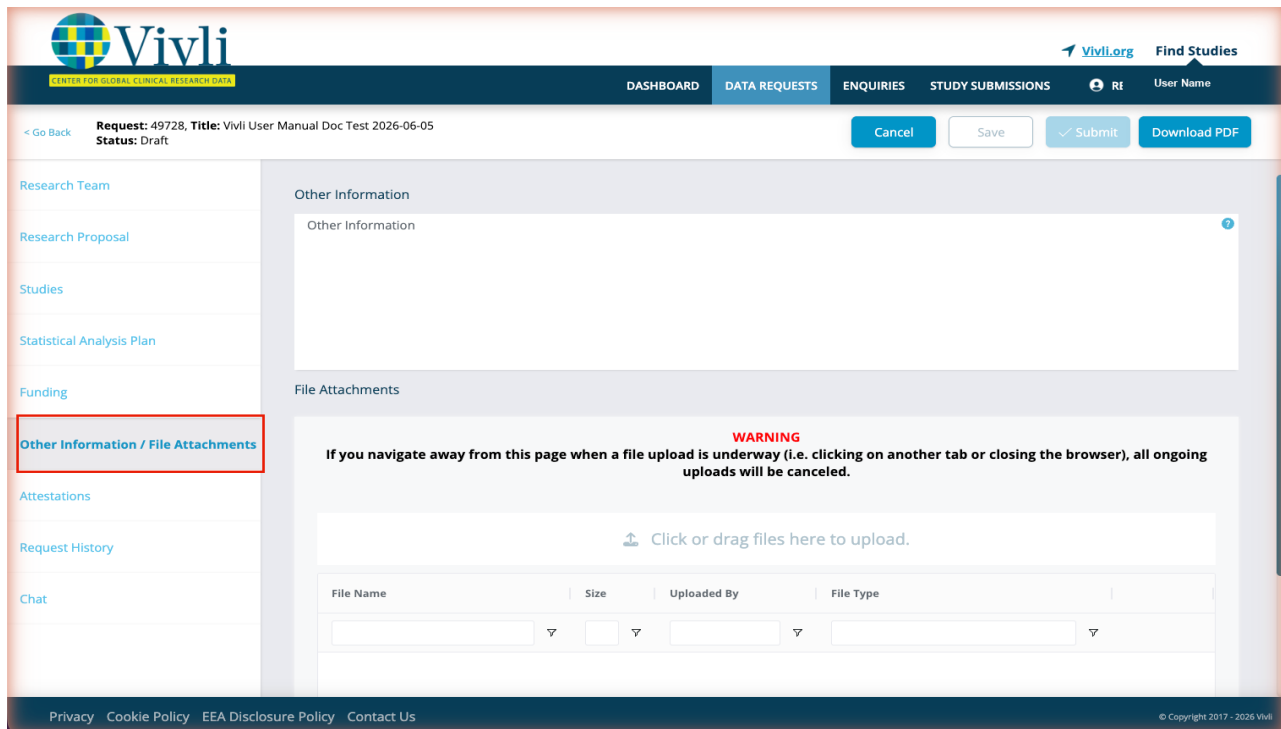 Vivli
CENTER FOR GLOBAL CLINICAL RESEARCH DATA
Vivli.org Find Studies
DASHBOARD DATA REQUESTS ENQUIRIES STUDY SUBMISSIONS RE User Name
< Go Back
Request: 49728, Title: Vivli User Manual Doc Test 2026-06-05
Status: Draft
Cancel Save Submit Download PDF
Research Team
Research Proposal
Studies
Statistical Analysis Plan
Funding
Other Information / File Attachments
Attestations
Request History
Chat
Other Information
Other Information
?
File Attachments
WARNING
If you navigate away from this page when a file upload is underway (i.e. clicking on another tab or closing the browser), all ongoing
uploads will be canceled.
Click or drag files here to upload.
File Name Size Uploaded By File Type
Privacy Cookie Policy EEA Disclosure Policy Contact Us
© Copyright 2017 - 2026 Vivli